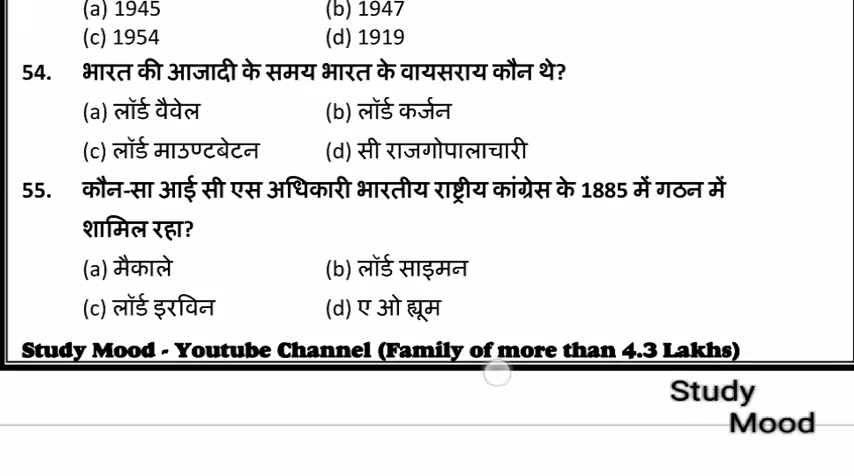 (a) 1945 (b) 1947
(c) 1954 (d) 1919
54. भारत की आजादी के समय भारत के वायसराय कौन थे?
(a) लॉर्ड वैवेल (b) लॉर्ड कर्जन
(c) लॉर्ड माउण्टबेटन (d) सी राजगोपालाचारी
55. कौन-सा आई सी एस अधिकारी भारतीय राष्ट्रीय कांग्रेस के 1885 में गठन में
शामिल रहा?
(a) मैकाले (b) लॉर्ड साइमन
(c) लॉर्ड इरविन (d) ए ओ ह्यूम
Study Mood - Youtube Channel (Family of more than 4.3 Lakhs)
Study
Mood